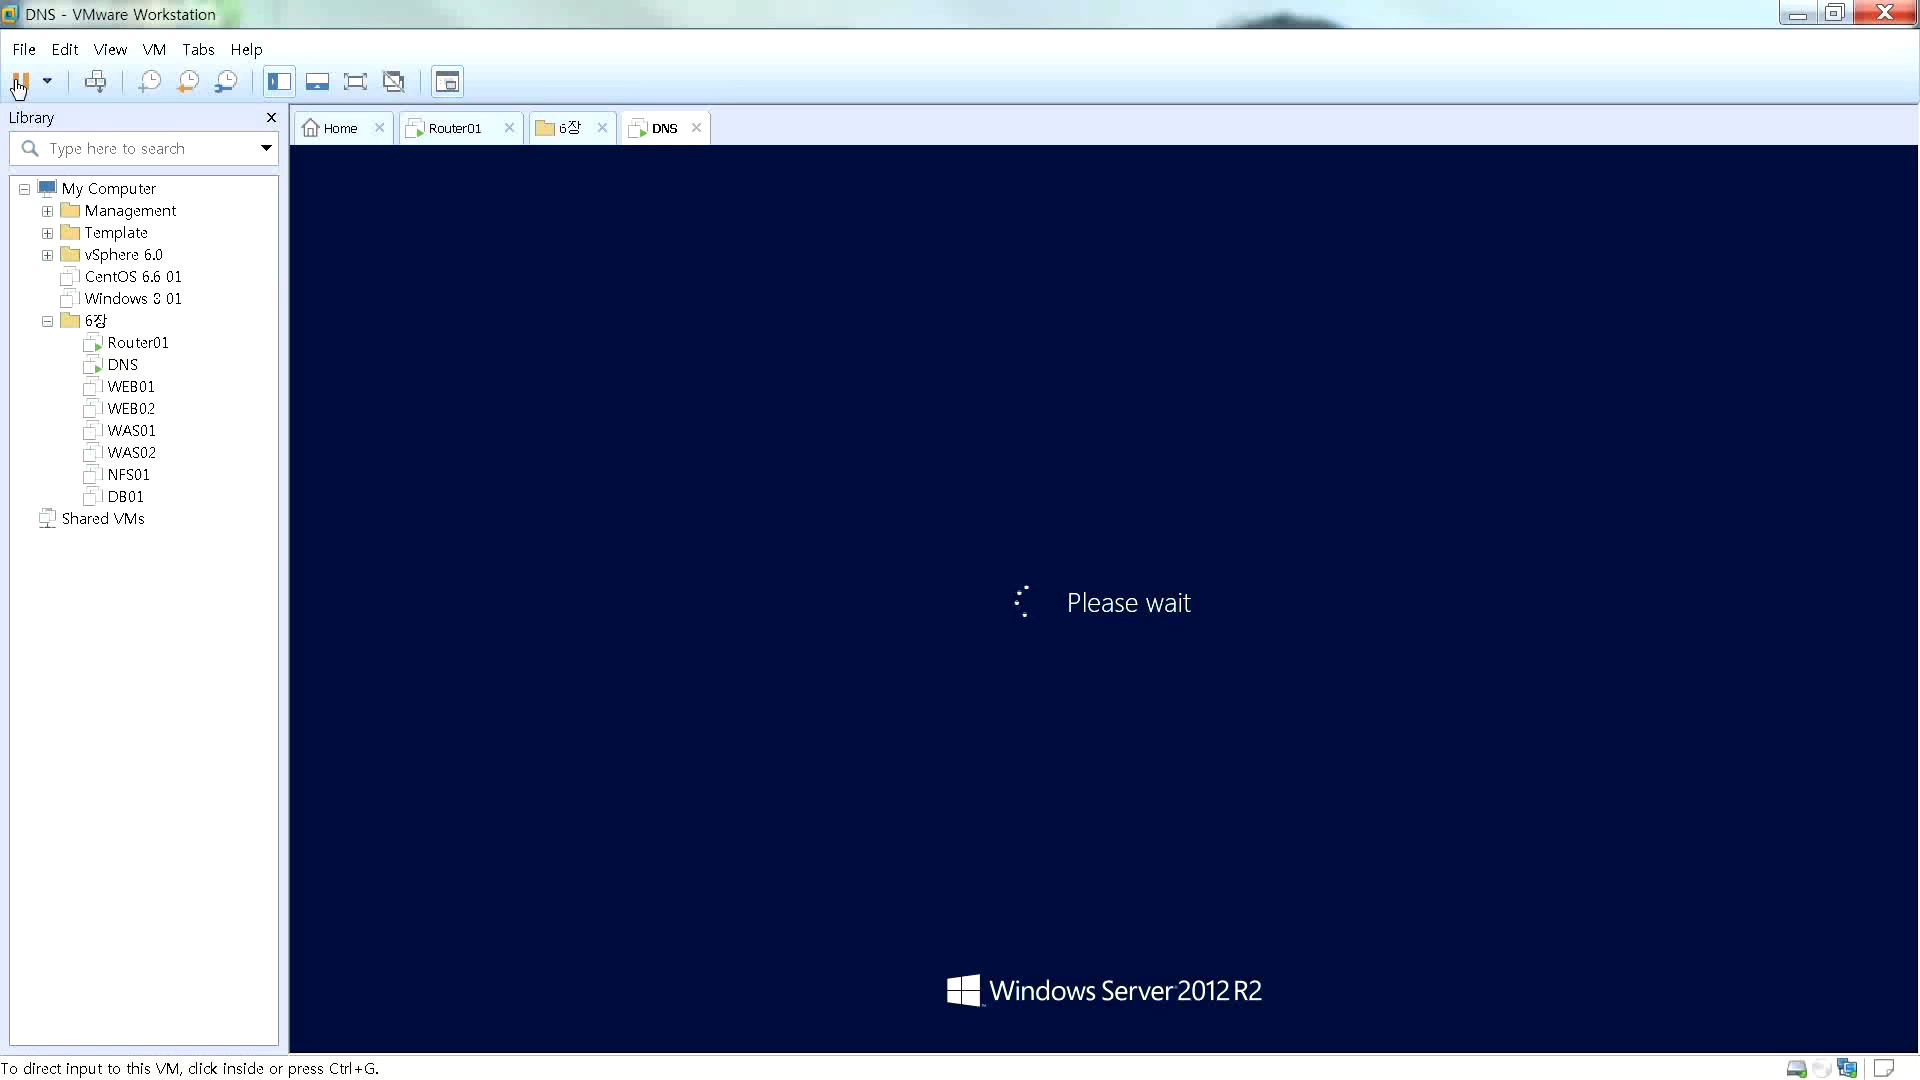 DNS - VMware Workstation
File Edit View VM Tabs Help
Library
Type here to search
Home
Router01
6장
DNS
My Computer
Management
Template
vSphere 6.0
CentOS 6.6 01
Windows 8 01
6장
Router01
DNS
WEB01
WEB02
WAS01
WAS02
NFS01
DB01
Shared VMs
Please wait
Windows Server 2012 R2
To direct input to this VM, click inside or press Ctrl+G.